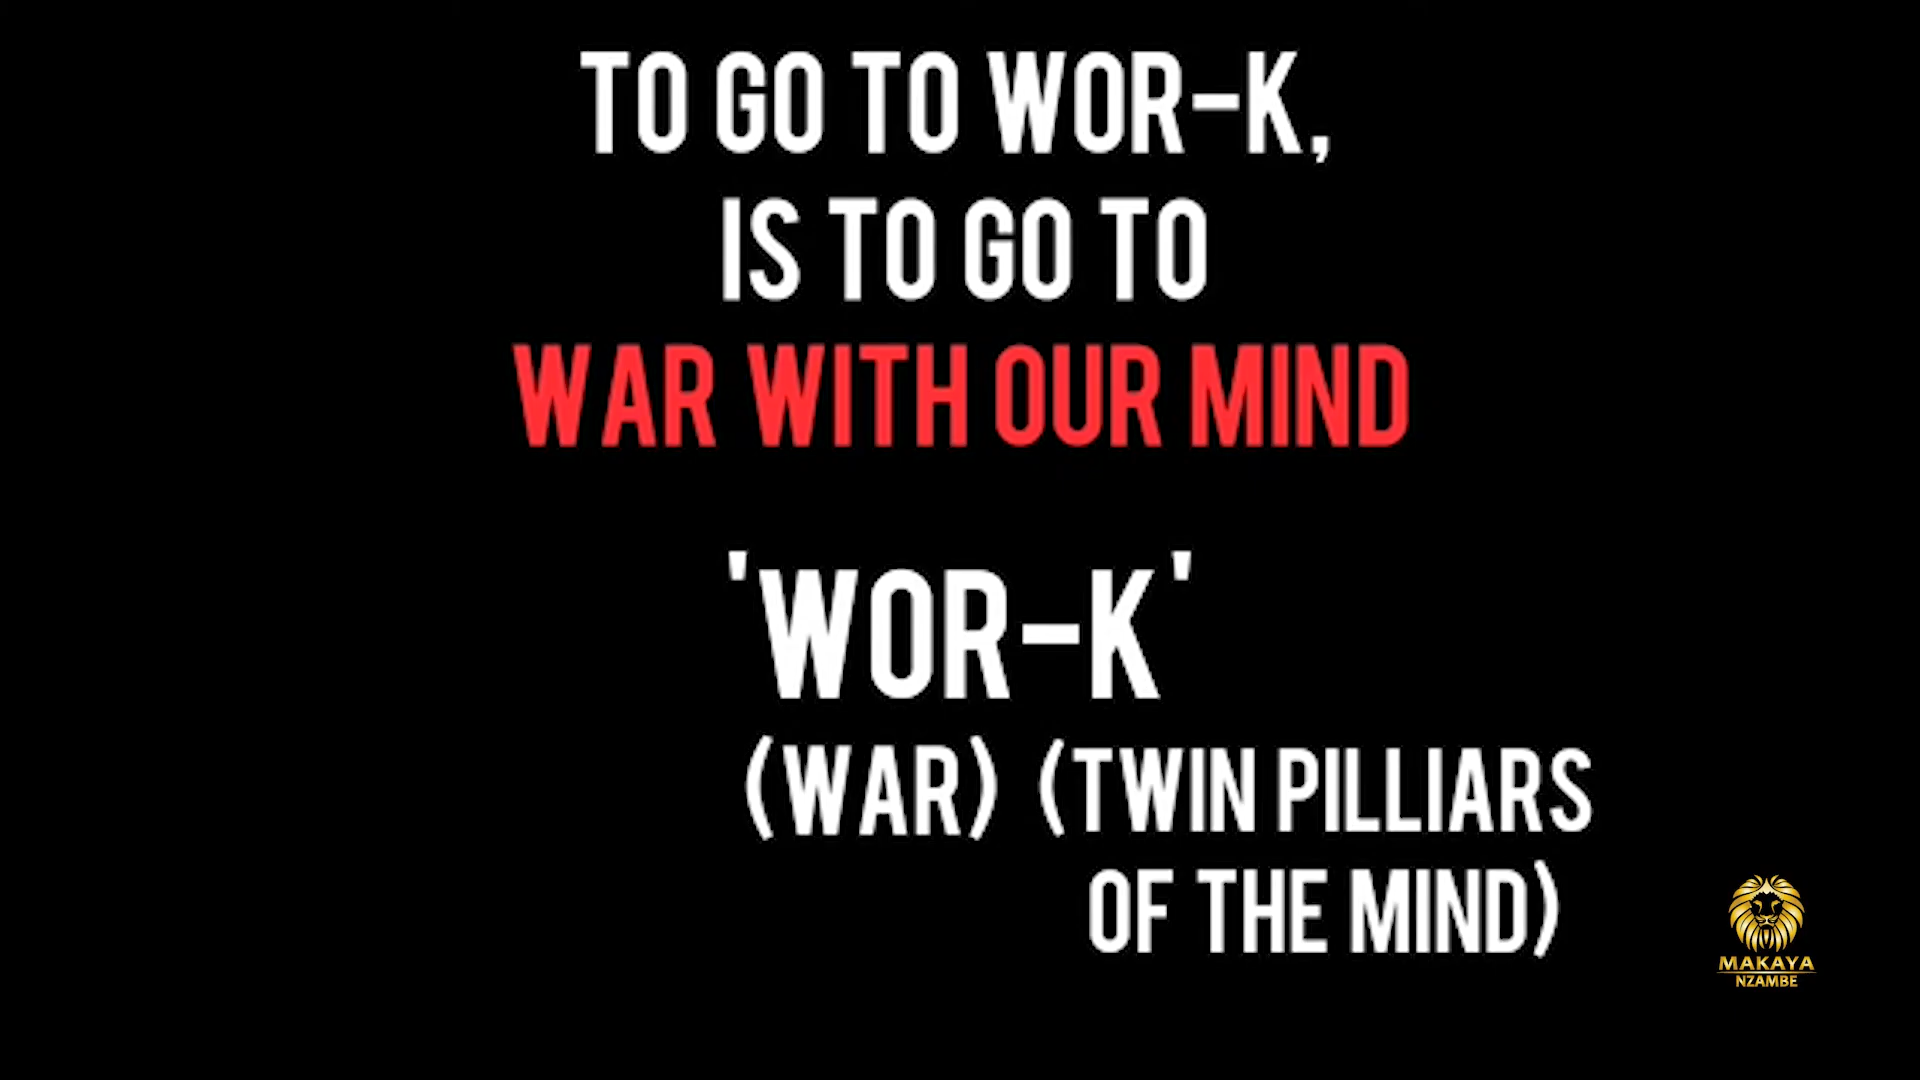 TO GO TO WOR-K,
IS TO GO TO
WAR WITH OUR MIND
'WOR-K'
(WAR) (TWIN PILLIARS
OF THE MIND)
MAKAYA
NZAMBE